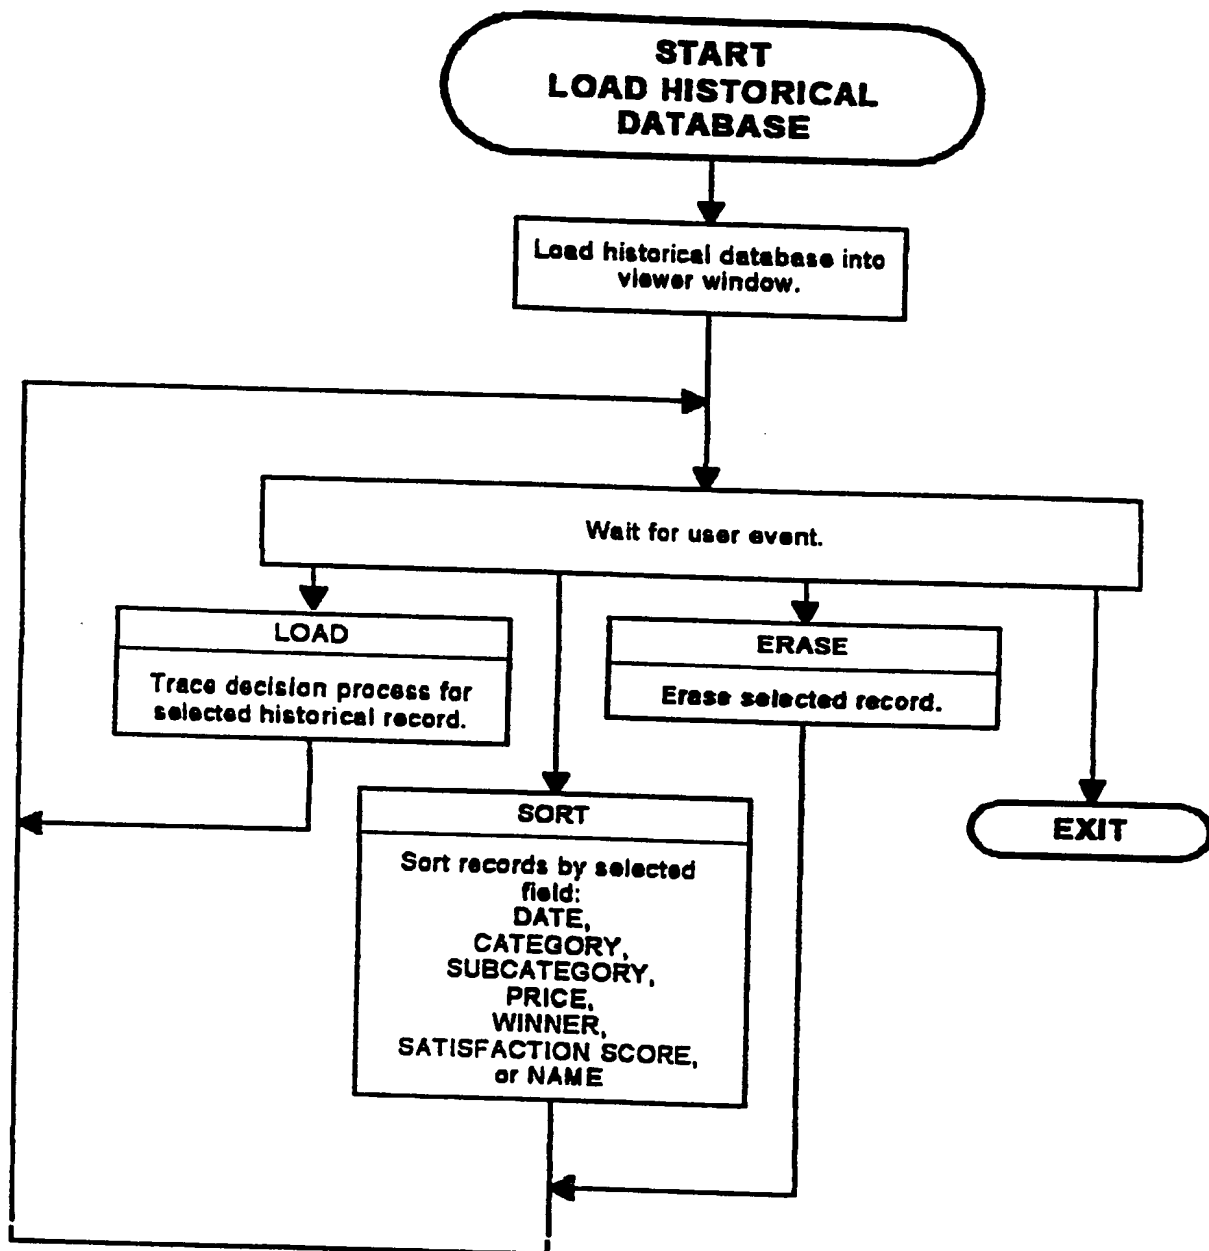 START
LOAD HISTORICAL
DATABASE
Load historical database into
viewer window.
Wait for user event.
LOAD
Trace decision process for
selected historical record.
ERASE
Erase selected record.
SORT
Sort records by selected
field:
DATE,
CATEGORY,
SUBCATEGORY,
PRICE,
WINNER,
SATISFACTION SCORE,
or NAME
EXIT